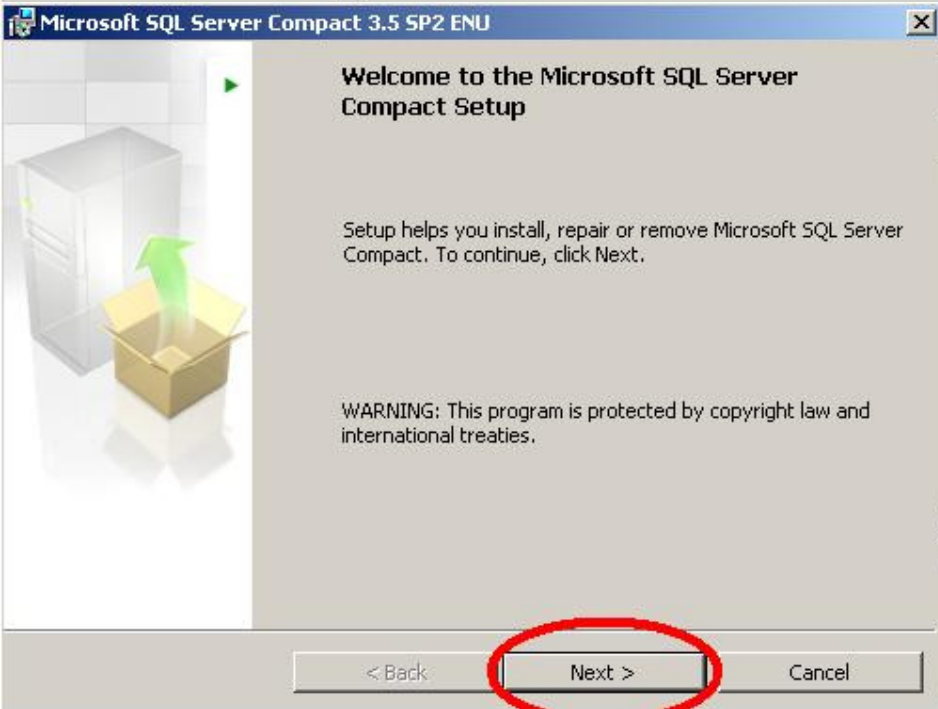 Microsoft SQL Server Compact 3.5 SP2 ENU
Welcome to the Microsoft SQL Server
Compact Setup
Setup helps you install, repair or remove Microsoft SQL Server
Compact. To continue, click Next.
WARNING: This program is protected by copyright law and
international treaties.
< Back
Next >
Cancel